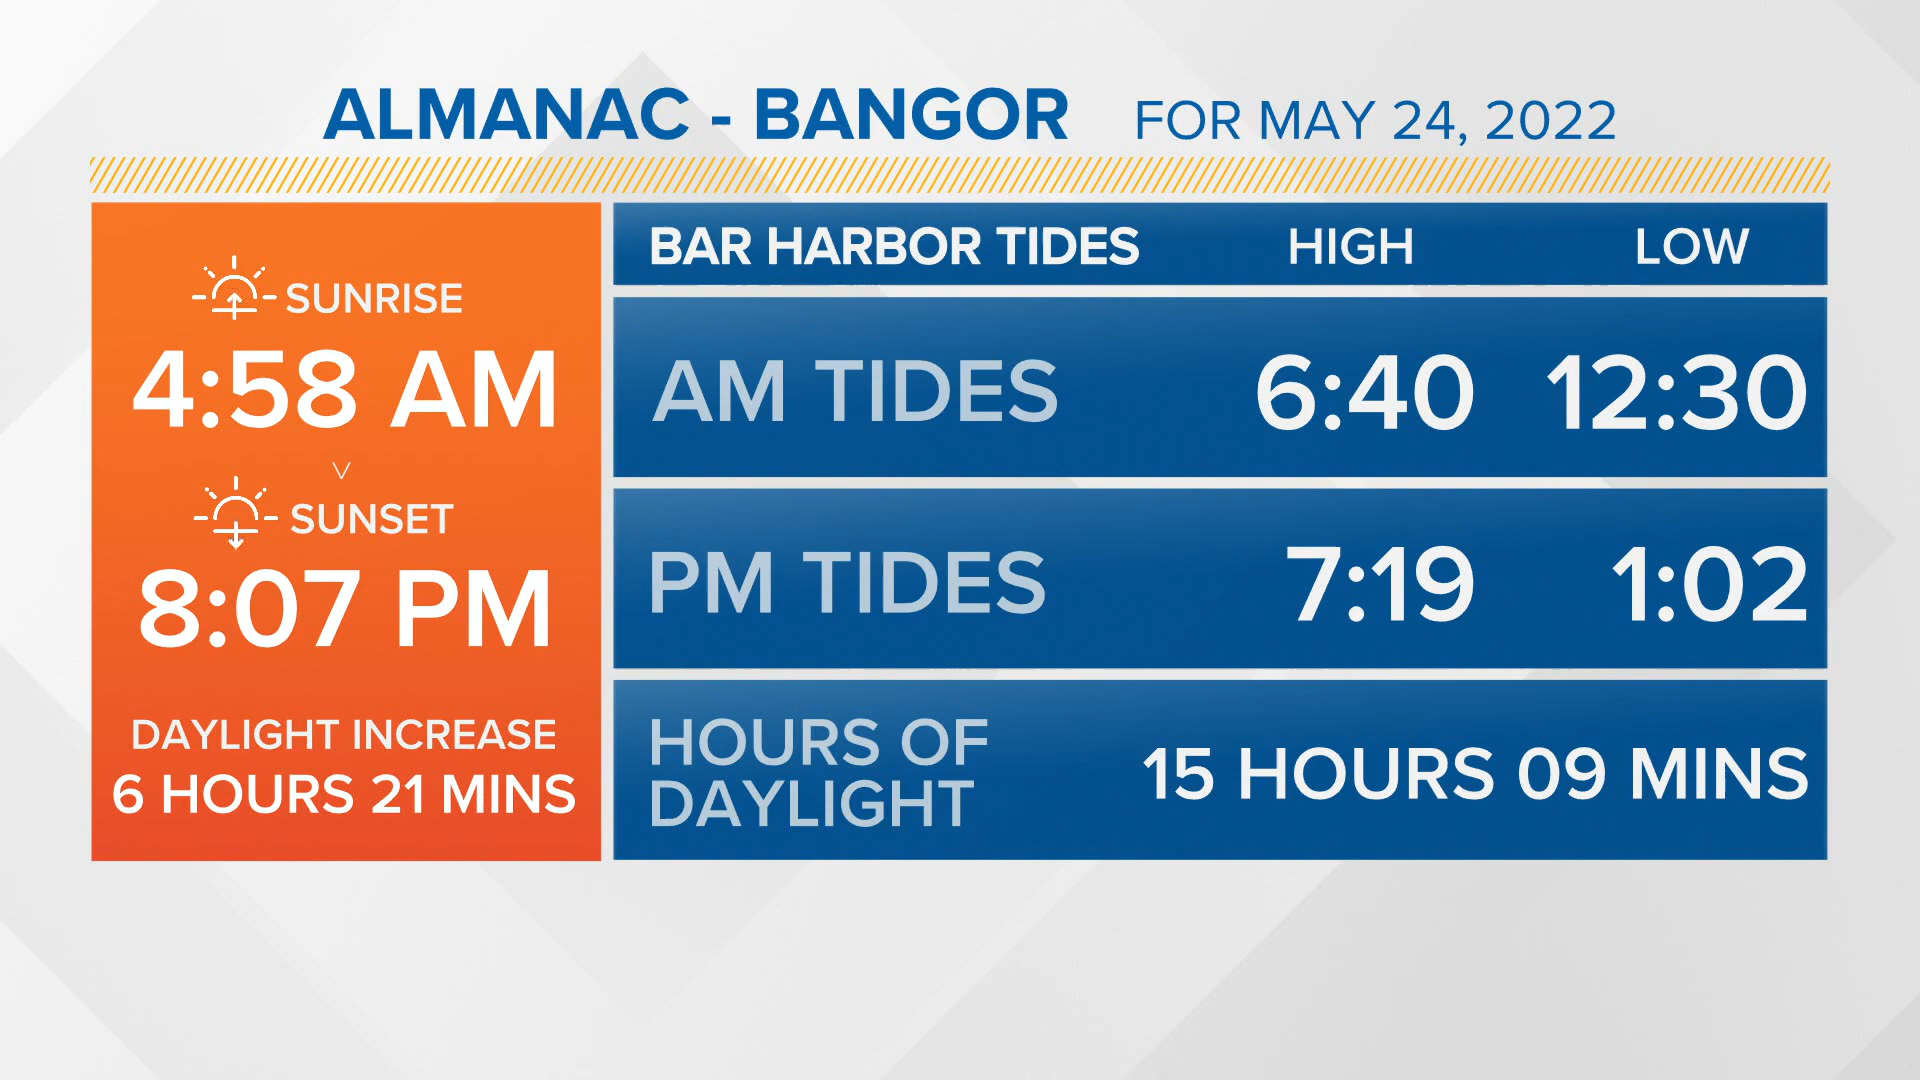 ALMANAC - BANGOR FOR MAY 24, 2022
SUNRISE
4:58 AM
SUNSET
8:07 PM
DAYLIGHT INCREASE
6 HOURS 21 MINS
BAR HARBOR TIDES HIGH LOW
AM TIDES 6:40 12:30
PM TIDES 7:19 1:02
HOURS OF
DAYLIGHT
15 HOURS 09 MINS